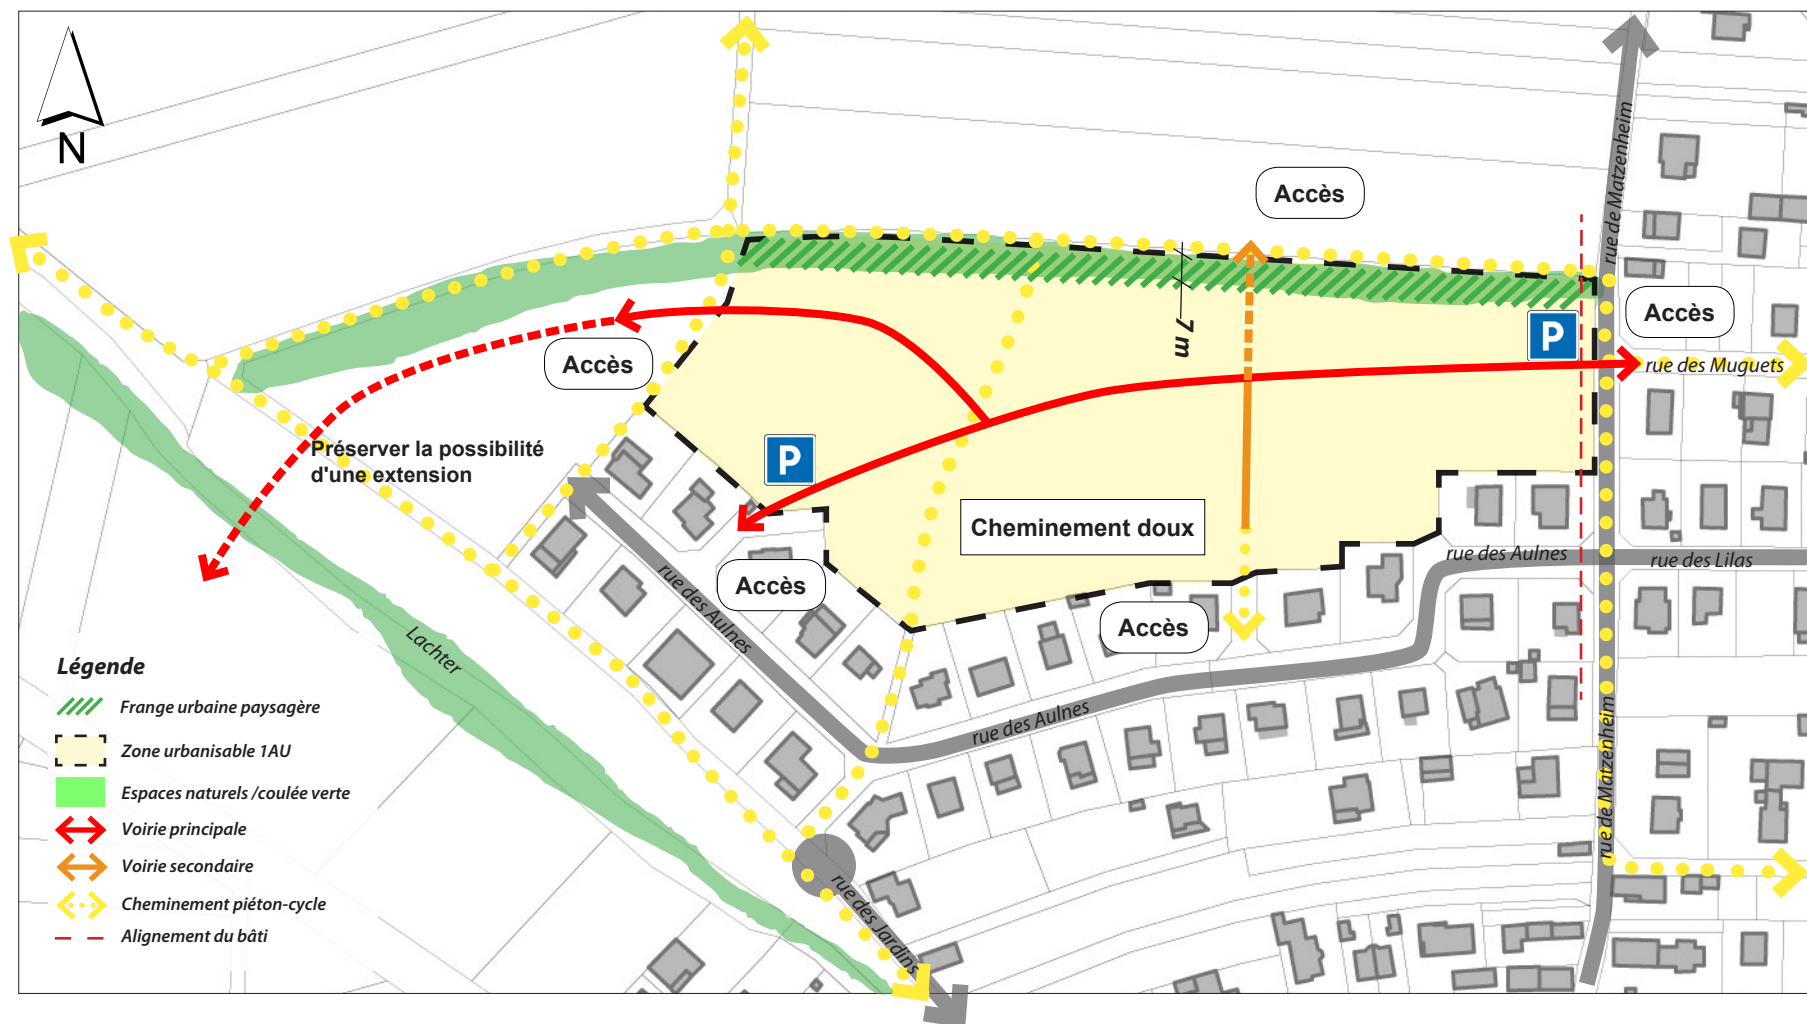 N
Accès
rue de Matzenheim
Accès
7 m
P
Accès
rue des Muguets
Préserver la possibilité
d'une extension
P
Cheminement doux
rue des Aulnes
rue des Lilas
Accès
rue des Aulnes
Accès
Lachter
rue des Aulnes
rue de Matzenheim
rue des Jardins
Légende
Frange urbaine paysagère
Zone urbanisable 1AU
Espaces naturels /coulée verte
Voirie principale
Voirie secondaire
Cheminement piéton-cycle
Alignement du bâti